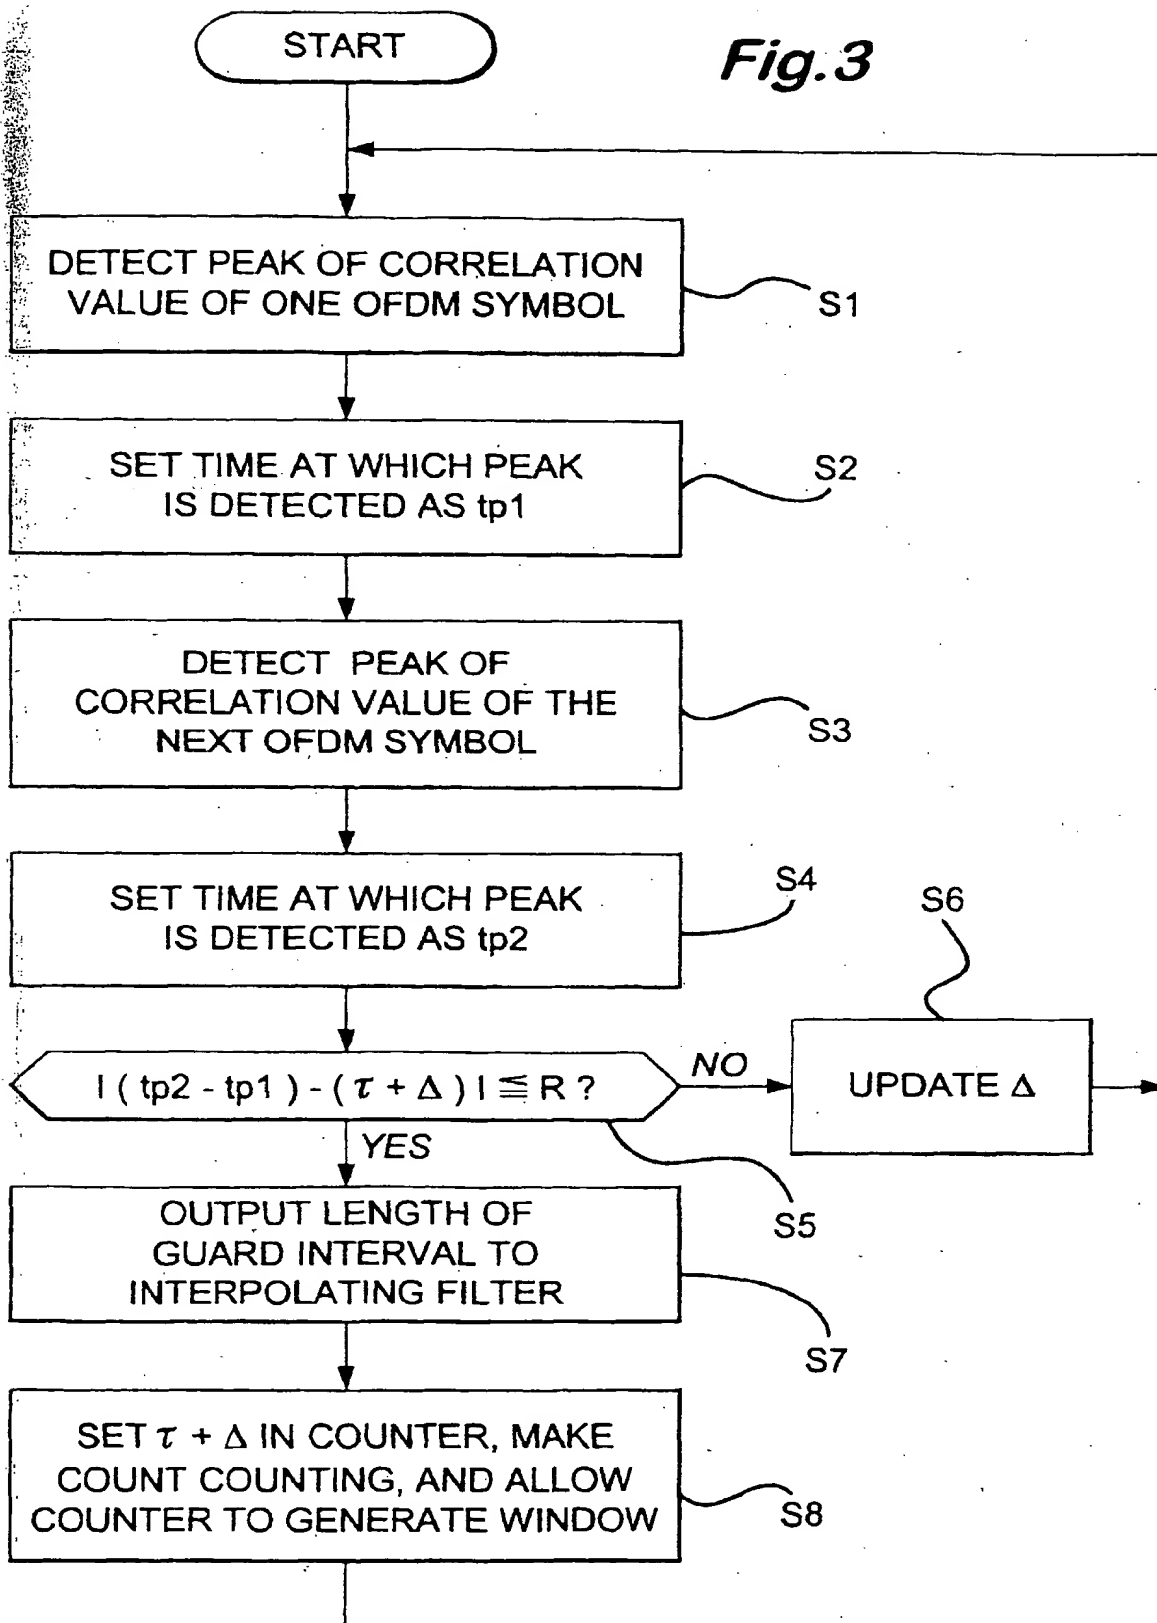 START
Fig.3
DETECT PEAK OF CORRELATION
VALUE OF ONE OFDM SYMBOL
S1
SET TIME AT WHICH PEAK
IS DETECTED AS tp1
S2
DETECT PEAK OF
CORRELATION VALUE OF THE
NEXT OFDM SYMBOL
S3
SET TIME AT WHICH PEAK
IS DETECTED AS tp2
S4
S6
| ( tp2 - tp1 ) - ( τ + Δ ) | ≦ R ?
NO
UPDATE Δ
YES
S5
OUTPUT LENGTH OF
GUARD INTERVAL TO
INTERPOLATING FILTER
S7
SET τ + Δ IN COUNTER, MAKE
COUNT COUNTING, AND ALLOW
COUNTER TO GENERATE WINDOW
S8